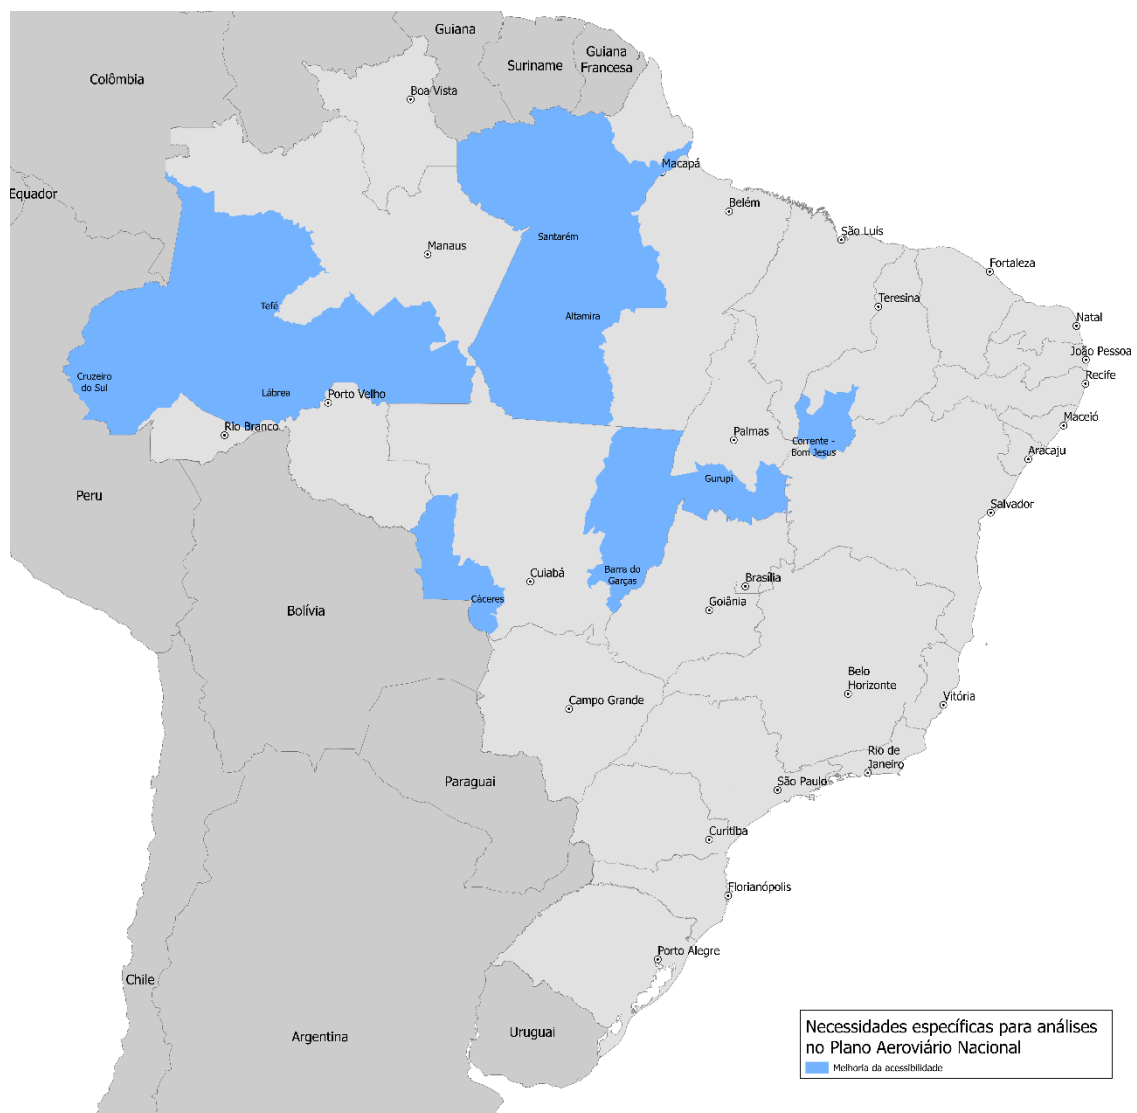 Guiana
Guiana
Francesa
Suriname
Colômbia
Boa Vista
Macapá
Equador
Belém
Santarém
São Luis
Manaus
Fortaleza
Teresina
Tefé
Altamira
Natal
João Pessoa
Cruzeiro
do Sul
Recife
Lábrea
Porto Velho
Maceió
Rio Branco
Palmas
Corrente -
Bom Jesus
Aracaju
Gurupi
Peru
Salvador
Barra do
Garças
Cuiabá
Brasília
Cáceres
Goiânia
Bolívia
Belo
Horizonte
Campo Grande
Vitória
Rio de
Janeiro
Paraguai
São Paulo
Curitiba
Florianópolis
Porto Alegre
Chile
Argentina
Uruguai
Necessidades específicas para análises
no Plano Aeroviário Nacional
Melhoria da acessibilidade